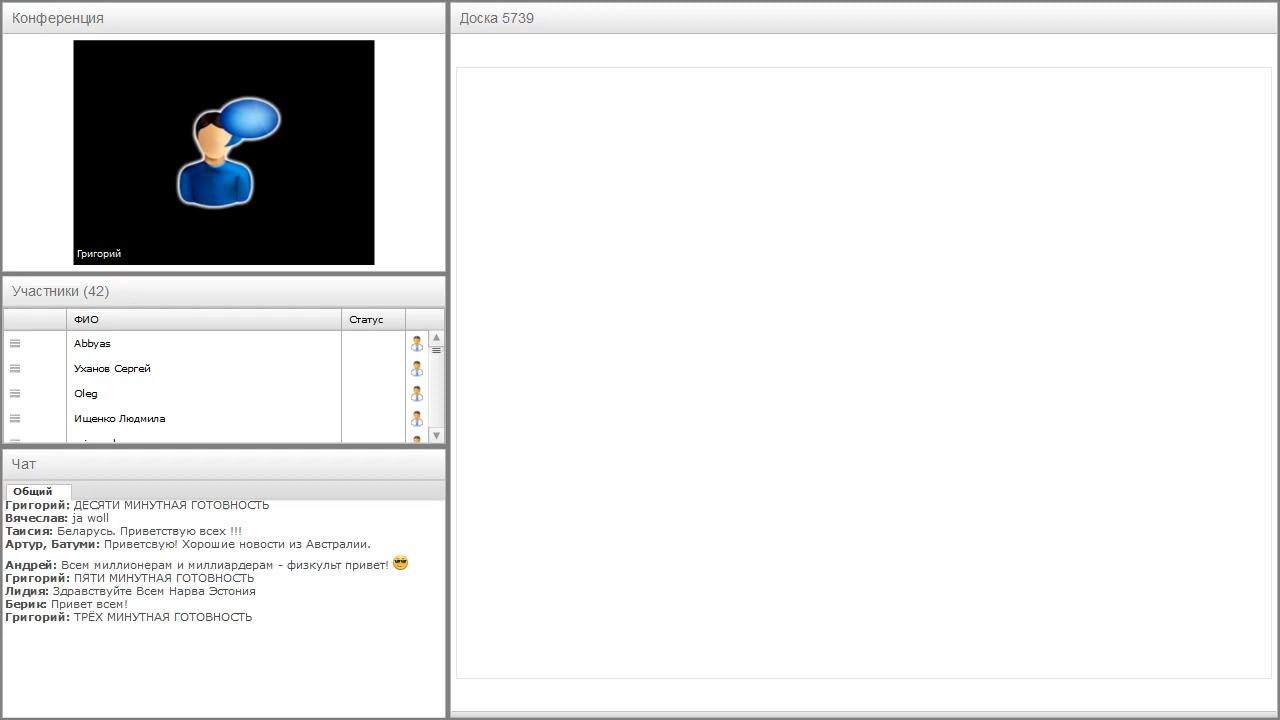 Конференция
Григорий
Участники (42)
ФИО Статус
Abbyas
Уханов Сергей
Oleg
Ищенко Людмила
Чат
Общий
Григорий: ДЕСЯТИ МИНУТНАЯ ГОТОВНОСТЬ
Вячеслав: ja woll
Таисия: Беларусь. Приветствую всех !!!
Артур, Батуми: Приветсвую! Хорошие новости из Австралии.
Андрей: Всем миллионерам и миллиардерам - физкульт привет!
Григорий: ПЯТИ МИНУТНАЯ ГОТОВНОСТЬ
Лидия: Здравствуйте Всем Нарва Эстония
Берик: Привет всем!
Григорий: ТРЁХ МИНУТНАЯ ГОТОВНОСТЬ
Доска 5739